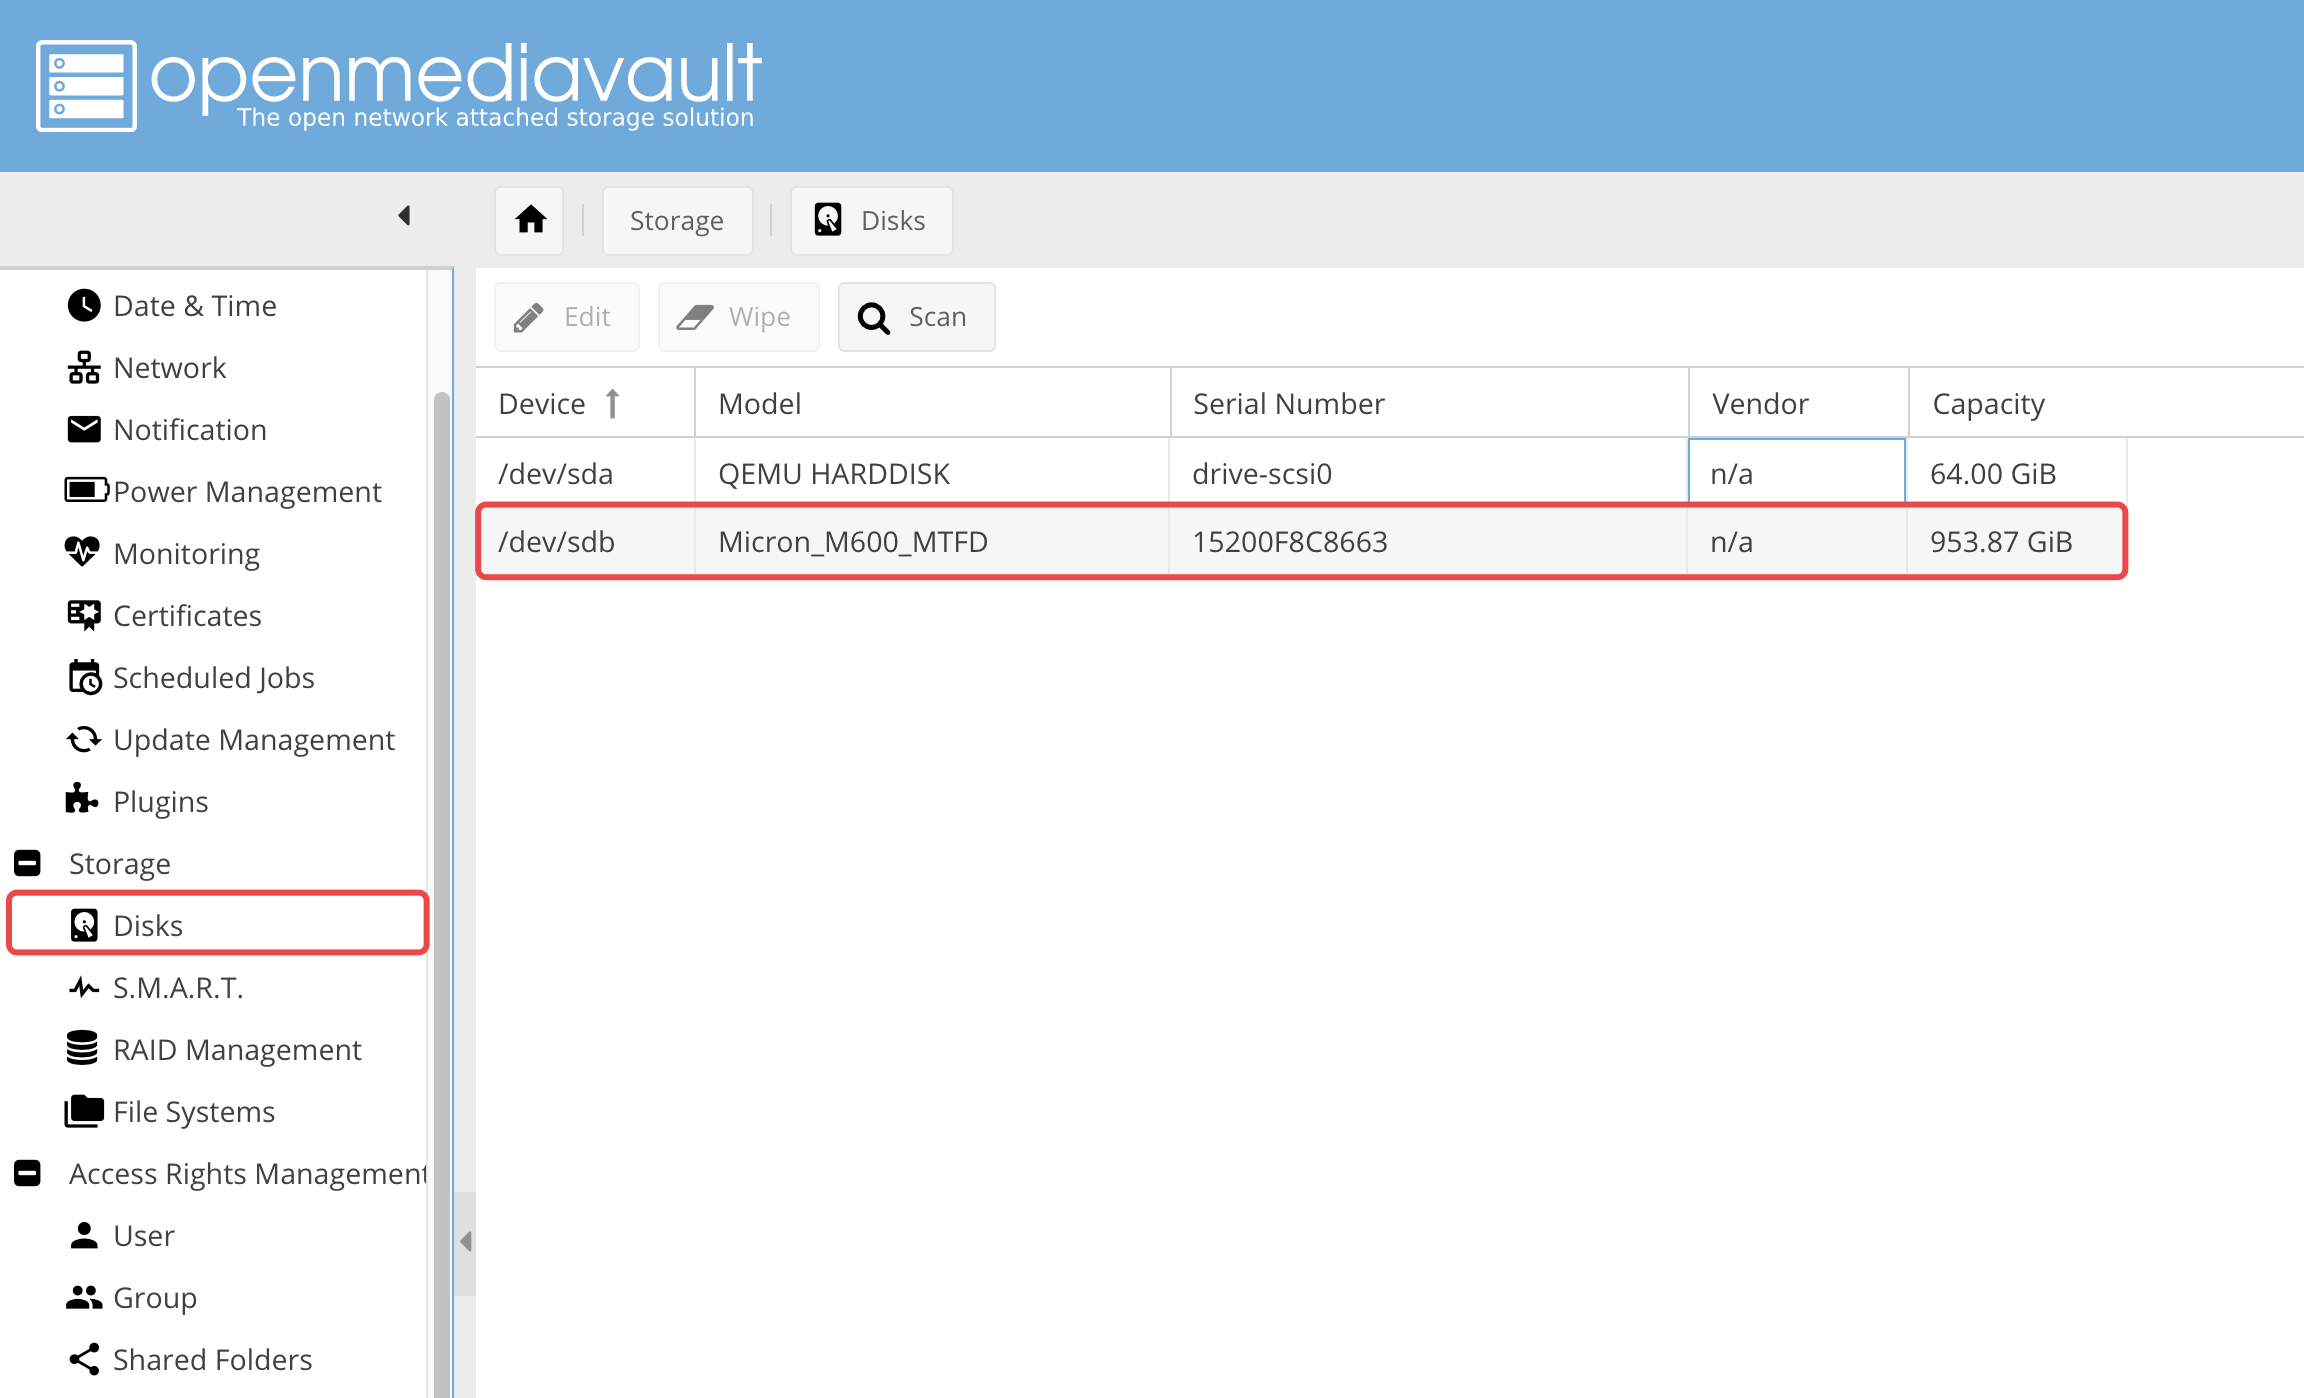 openmediavault
The open network attached storage solution
Storage
Disks
Date & Time
Network
Notification
Power Management
Monitoring
Certificates
Scheduled Jobs
Update Management
Plugins
Storage
Disks
S.M.A.R.T.
RAID Management
File Systems
Access Rights Management
User
Group
Shared Folders
Edit Wipe Scan
Device Model Serial Number Vendor Capacity
/dev/sda QEMU HARDDISK drive-scsi0 n/a 64.00 GiB
/dev/sdb Micron_M600_MTFD 15200F8C8663 n/a 953.87 GiB